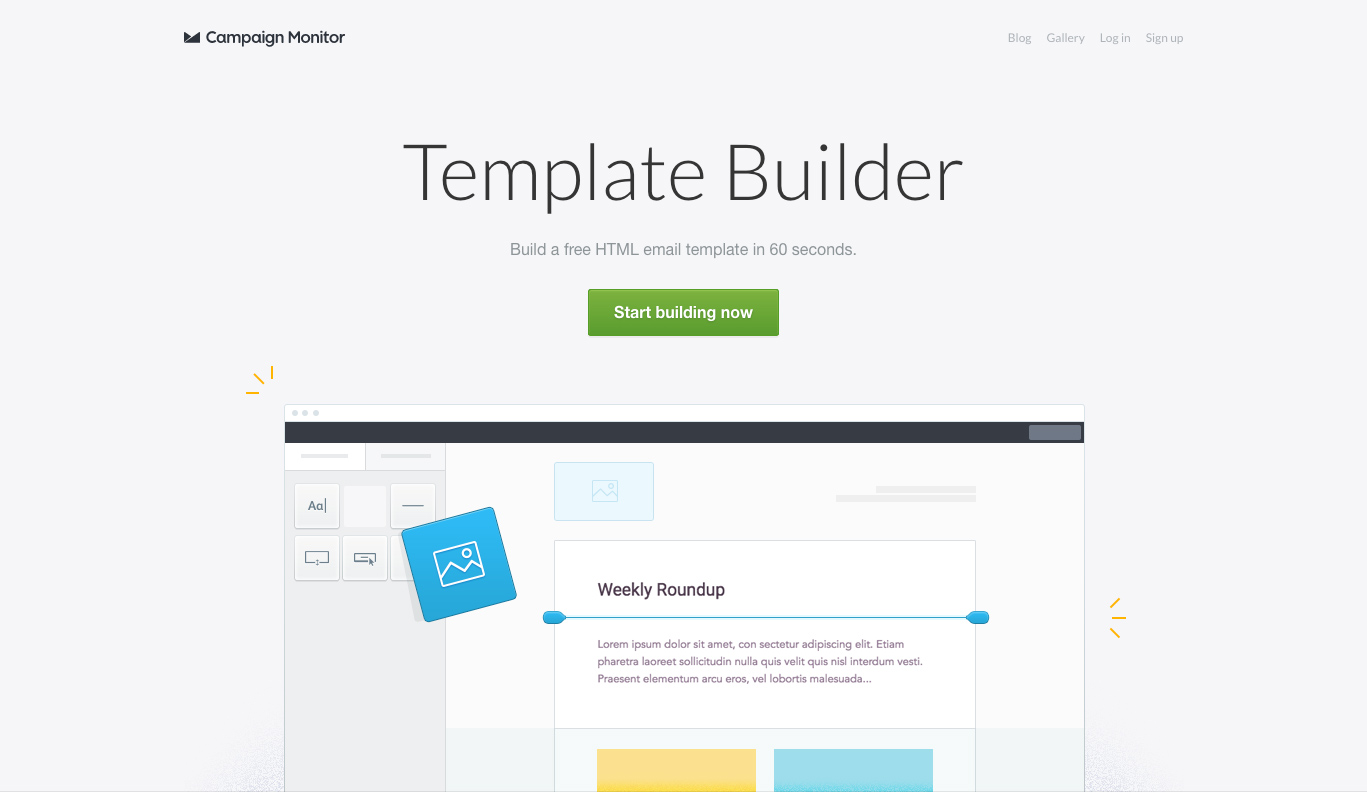 Campaign Monitor
Blog Gallery Log in Sign up
Template Builder
Build a free HTML email template in 60 seconds.
Start building now
Aa
Weekly Roundup
Lorem ipsum dolor sit amet, con sectetur adipiscing elit. Etiam
pharetra laoreet sollicitudin nulla quis velit quis nisl interdum vesti.
Praesent elementum arcu eros, vel lobortis malesuada...